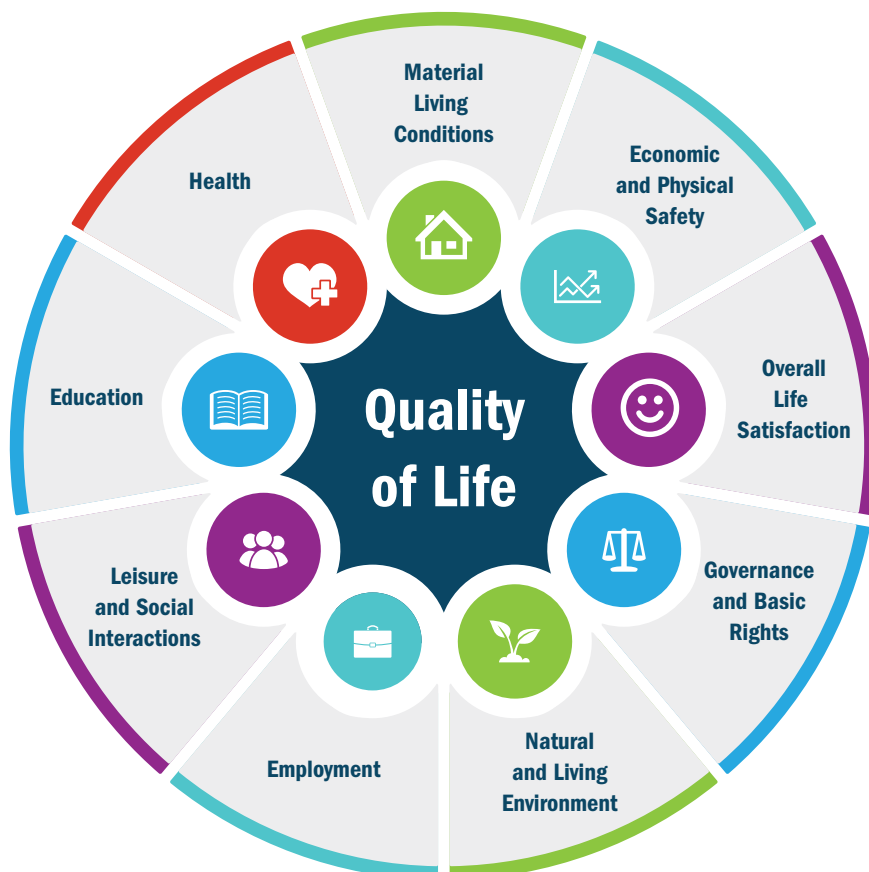 Quality
of Life
Material
Living
Conditions
Economic
and Physical
Safety
Overall
Life
Satisfaction
Governance
and Basic
Rights
Natural
and Living
Environment
Employment
Leisure
and Social
Interactions
Education
Health